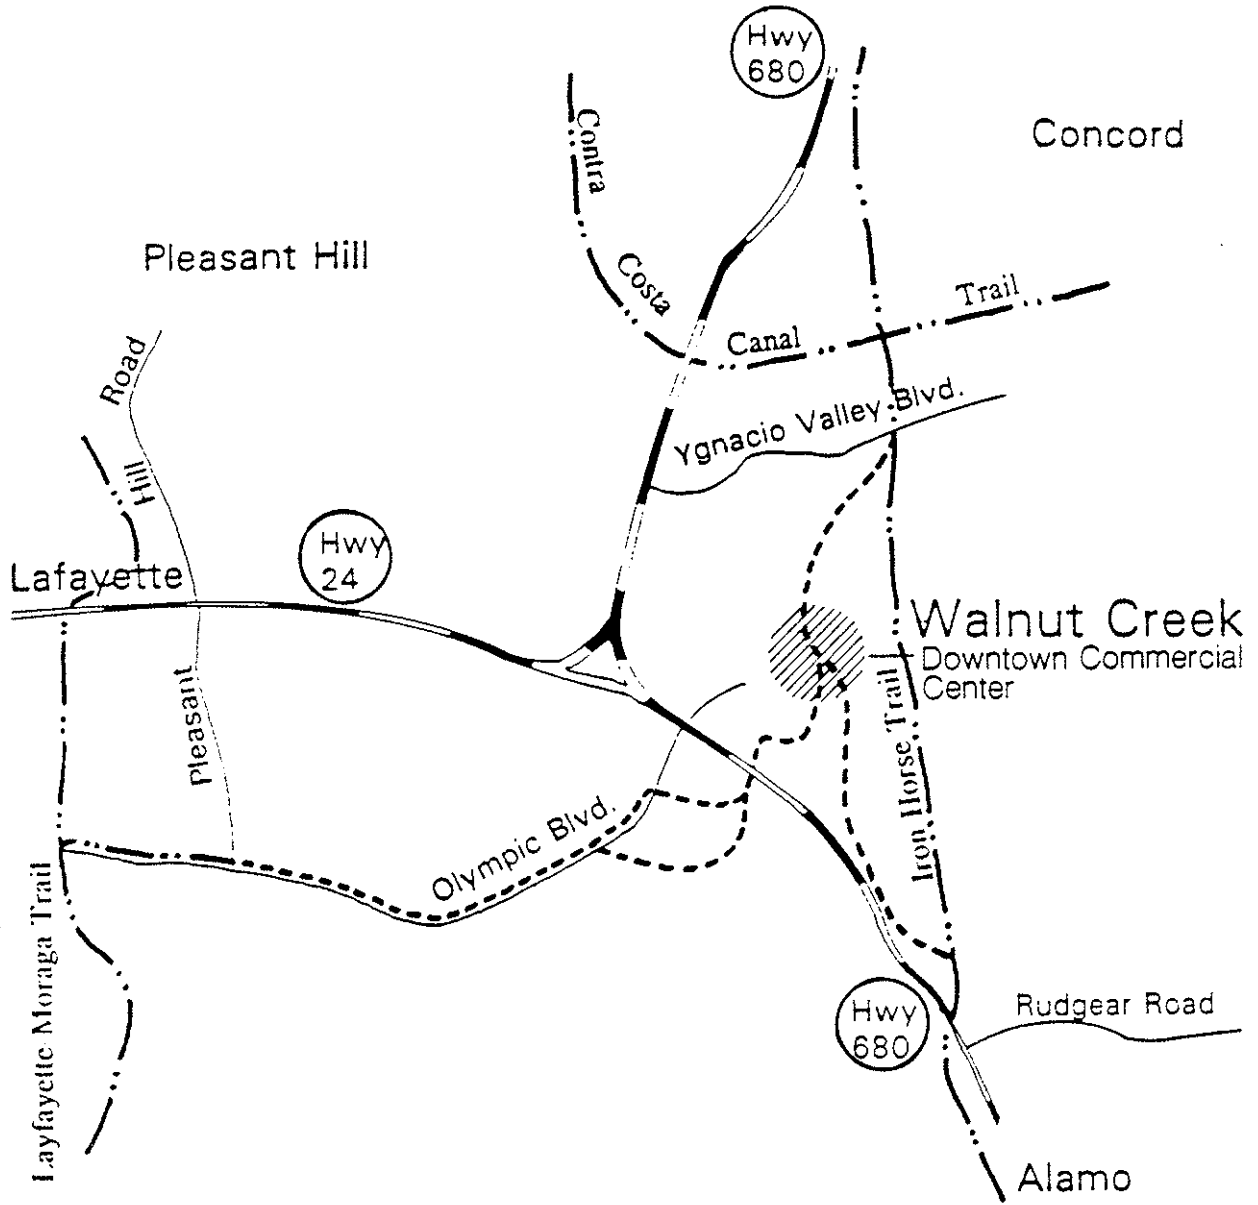 Hwy
680
Concord
Contra
Costa
Canal
Trail
Pleasant Hill
Road
Hill
Pleasant
Ygnacio Valley Blvd.
Hwy
24
Lafayette
Walnut Creek
Downtown Commercial
Center
Iron Horse Trail
Olympic Blvd.
Layfayette Moraga Trail
Hwy
680
Rudgear Road
Alamo